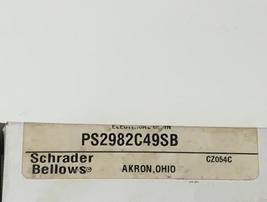 PS2982C49SB
Schrader
Bellows® AKRON,OHIO CZ054C